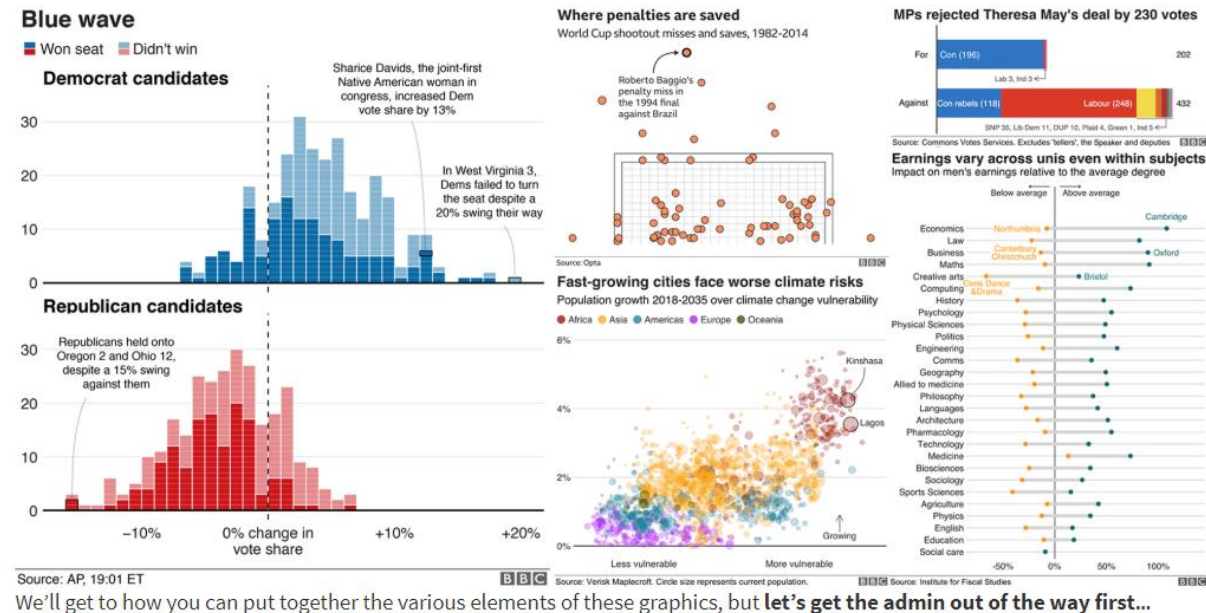 Blue wave
Won seat Didn't win
Democrat candidates
Sharice Davids, the joint-first
Native American woman in
congress, increased Dem
vote share by 13%
In West Virginia 3,
Dems failed to turn
the seat despite a
20% swing their way
30
20
10
0
Republican candidates
Republicans held onto
Oregon 2 and Ohio 12,
despite a 15% swing
against them
30
20
10
0
−10%
0% change in
vote share
+10%
+20%
Source: AP, 19:01 ET
BBC
Where penalties are saved
World Cup shootout misses and saves, 1982-2014
Roberto Baggio's
penalty miss in
the 1994 final
against Brazil
Source: Opta
BBC
Fast-growing cities face worse climate risks
Population growth 2018-2035 over climate change vulnerability
Africa Asia Americas Europe Oceania
6%
4%
2%
0%
Kinshasa
Lagos
Growing
Less vulnerable
More vulnerable
Source: Verisk Maplecroft. Circle size represents current population.
BBC
MPs rejected Theresa May's deal by 230 votes
For
Con (196)
202
Lab 3, Ind 3
Against
Con rebels (118)
Labour (248)
432
SNP 35, Lib Dem 11, DUP 10, Plaid 4, Green 1, Ind 5
Source: Commons Votes Services. Excludes 'tellers', the Speaker and deputies
BBC
Earnings vary across unis even within subjects
Impact on men's earnings relative to the average degree
Below average
Above average
Cambridge
Economics
Northumbria
Law
Business
Canterbury
Christchuch
Oxford
Maths
Creative arts
Bristol
Cons Dance
&Drama
Computing
History
Psychology
Physical Sciences
Politics
Engineering
Comms
Geography
Allied to medicine
Philosophy
Languages
Architecture
Pharmacology
Technology
Medicine
Biosciences
Sociology
Sports Sciences
Agriculture
Physics
English
Education
Social care
-50%
0%
50%
100%
Source: Institute for Fiscal Studies
BBC
We'll get to how you can put together the various elements of these graphics, but let's get the admin out of the way first...